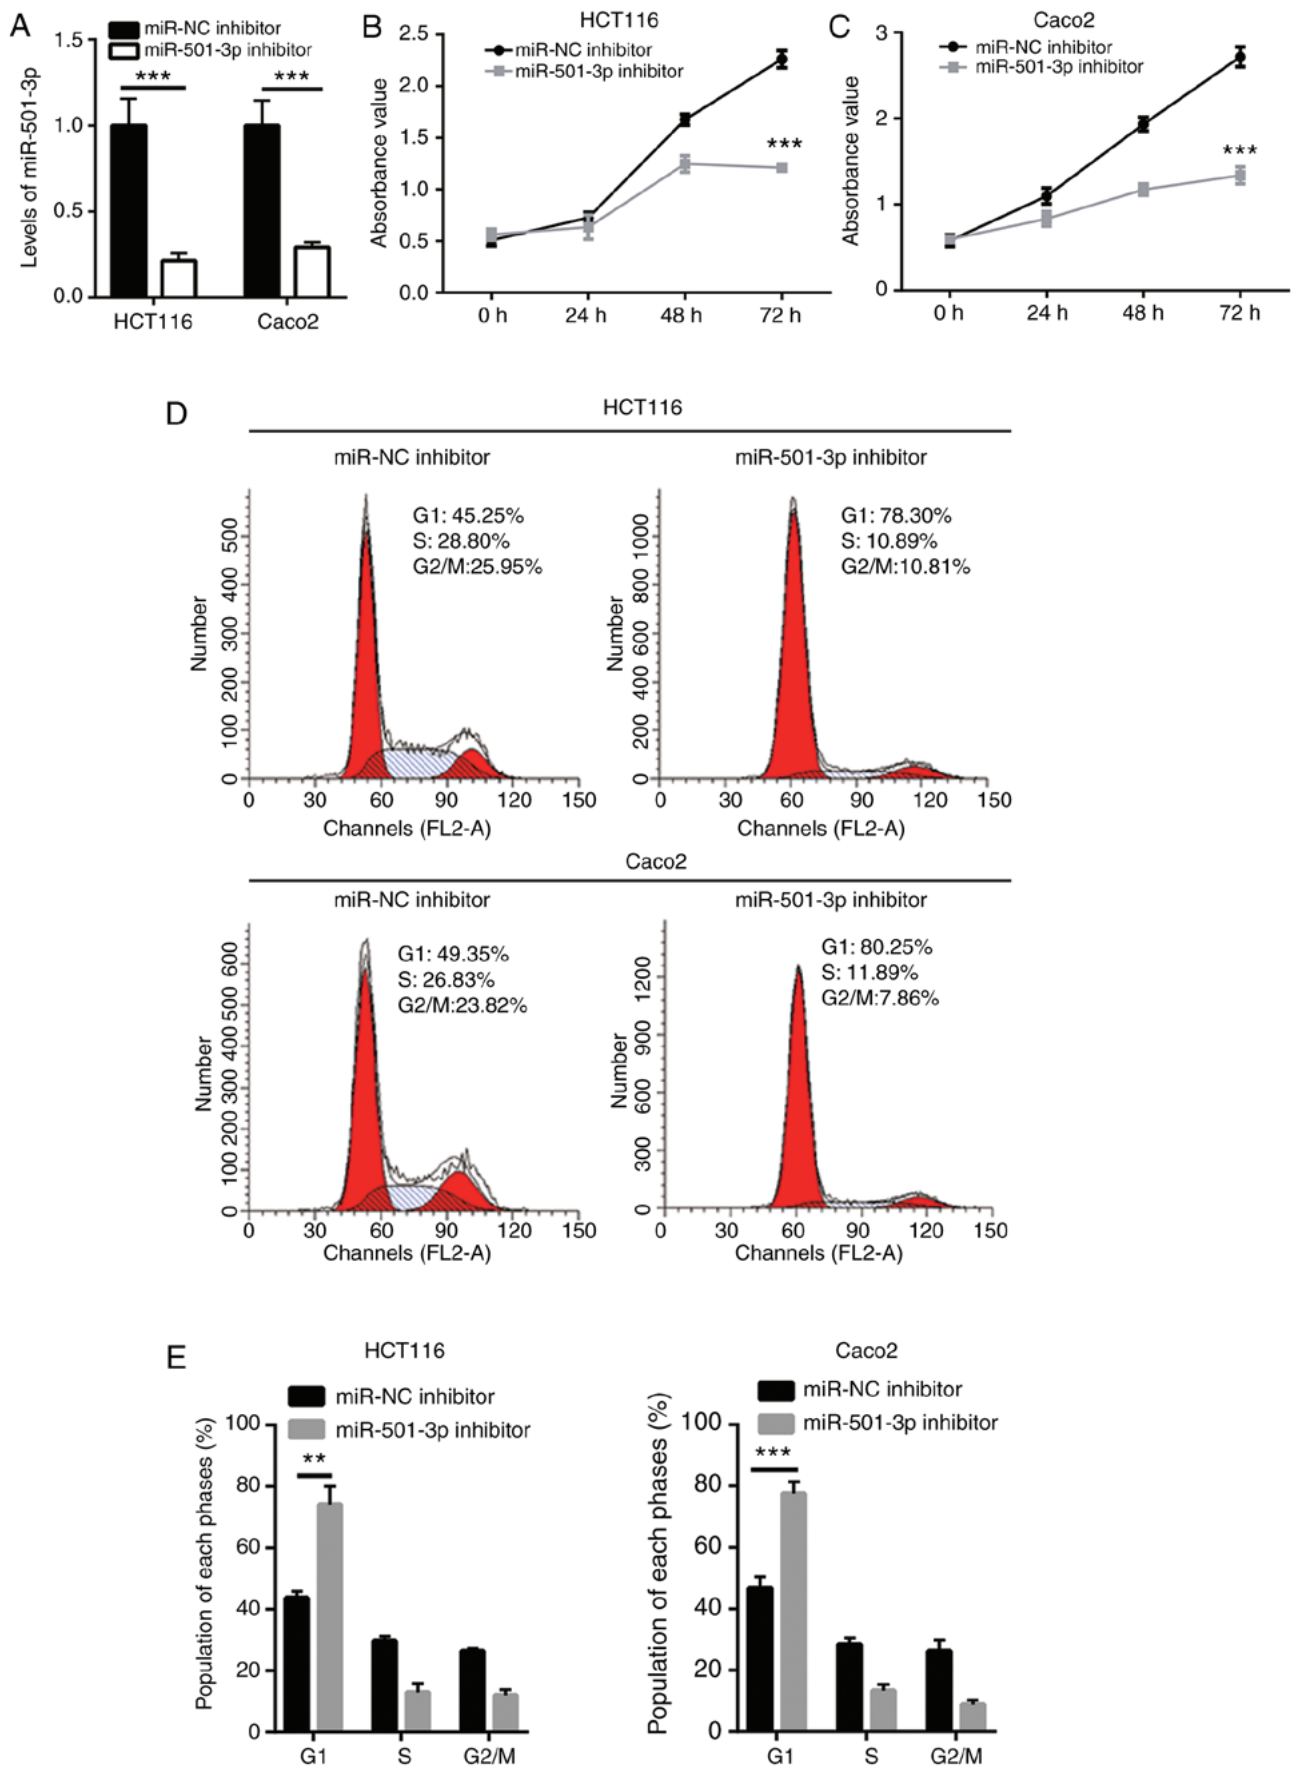 A
miR-NC inhibitor
miR-501-3p inhibitor
Levels of miR-501-3p
1.5
1.0
0.5
0.0
***
***
HCT116
Caco2
B
HCT116
miR-NC inhibitor
miR-501-3p inhibitor
Absorbance value
2.5
2.0
1.5
1.0
0.5
0.0
***
0 h
24 h
48 h
72 h
C
Caco2
miR-NC inhibitor
miR-501-3p inhibitor
Absorbance value
3
2
1
0
***
0 h
24 h
48 h
72 h
D
HCT116
miR-NC inhibitor
G1: 45.25%
S: 28.80%
G2/M:25.95%
Number
500
400
300
200
100
0
0 30 60 90 120 150
Channels (FL2-A)
miR-501-3p inhibitor
G1: 78.30%
S: 10.89%
G2/M:10.81%
Number
1000
800
600
400
200
0
0 30 60 90 120 150
Channels (FL2-A)
Caco2
miR-NC inhibitor
G1: 49.35%
S: 26.83%
G2/M:23.82%
Number
600
500
400
300
200
100
0
0 30 60 90 120 150
Channels (FL2-A)
miR-501-3p inhibitor
G1: 80.25%
S: 11.89%
G2/M:7.86%
Number
1200
900
600
300
0
0 30 60 90 120 150
Channels (FL2-A)
E
HCT116
miR-NC inhibitor
miR-501-3p inhibitor
Population of each phases (%)
100
80
60
40
20
0
**
G1 S G2/M
Caco2
miR-NC inhibitor
miR-501-3p inhibitor
Population of each phases (%)
100
80
60
40
20
0
***
G1 S G2/M